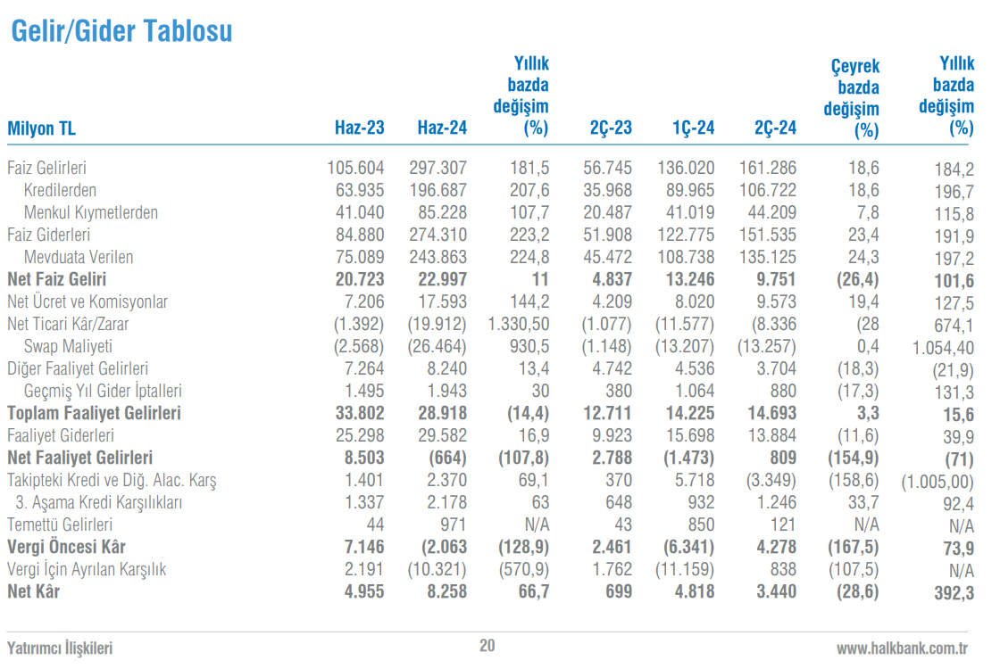 Gelir/Gider Tablosu
Milyon TL Haz-23 Haz-24 Yıllık bazda değişim (%) 2Ç-23 1Ç-24 2Ç-24 Çeyrek bazda değişim (%) Yıllık bazda değişim (%)
Faiz Gelirleri 105.604 297.307 181,5 56.745 136.020 161.286 18,6 184,2
Kredilerden 63.935 196.687 207,6 35.968 89.965 106.722 18,6 196,7
Menkul Kıymetlerden 41.040 85.228 107,7 20.487 41.019 44.209 7,8 115,8
Faiz Giderleri 84.880 274.310 223,2 51.908 122.775 151.535 23,4 191,9
Mevduata Verilen 75.089 243.863 224,8 45.472 108.738 135.125 24,3 197,2
Net Faiz Geliri 20.723 22.997 11 4.837 13.246 9.751 (26,4) 101,6
Net Ücret ve Komisyonlar 7.206 17.593 144,2 4.209 8.020 9.573 19,4 127,5
Net Ticari Kâr/Zarar (1.392) (19.912) 1.330,50 (1.077) (11.577) (8.336 (28 674,1
Swap Maliyeti (2.568) (26.464) 930,5 (1.148) (13.207) (13.257) 0,4 1.054,40
Diğer Faaliyet Gelirleri 7.264 8.240 13,4 4.742 4.536 3.704 (18,3) (21,9)
Geçmiş Yıl Gider İptalleri 1.495 1.943 30 380 1.064 880 (17,3) 131,3
Toplam Faaliyet Gelirleri 33.802 28.918 (14,4) 12.711 14.225 14.693 3,3 15,6
Faaliyet Giderleri 25.298 29.582 16,9 9.923 15.698 13.884 (11,6) 39,9
Net Faaliyet Gelirleri 8.503 (664) (107,8) 2.788 (1.473) 809 (154,9) (71)
Takipteki Kredi ve Diğ. Alac. Karş 1.401 2.370 69,1 370 5.718 (3.349) (158,6) (1.005,00)
3. Aşama Kredi Karşılıkları 1.337 2.178 63 648 932 1.246 33,7 92,4
Temettü Gelirleri 44 971 N/A 43 850 121 N/A N/A
Vergi Öncesi Kâr 7.146 (2.063) (128,9) 2.461 (6.341) 4.278 (167,5) 73,9
Vergi İçin Ayrılan Karşılık 2.191 (10.321) (570,9) 1.762 (11.159) 838 (107,5) N/A
Net Kâr 4.955 8.258 66,7 699 4.818 3.440 (28,6) 392,3
Yatırımcı İlişkileri 20 www.halkbank.com.tr